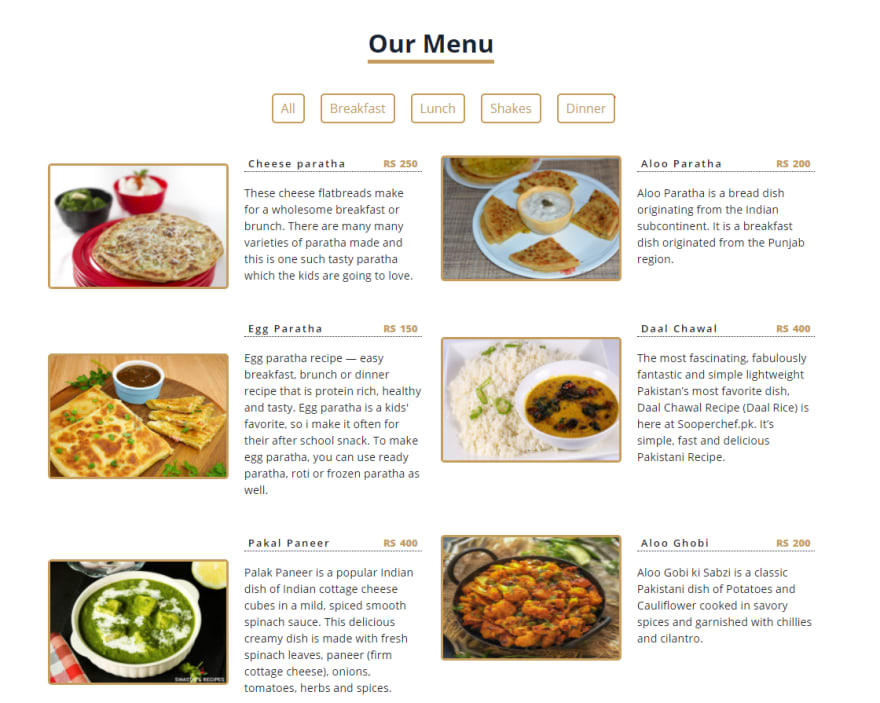 Our Menu
All
Breakfast
Lunch
Shakes
Dinner
Cheese paratha RS 250
These cheese flatbreads make
for a wholesome breakfast or
brunch. There are many many
varieties of paratha made and
this is one such tasty paratha
which the kids are going to love.
Aloo Paratha RS 200
Aloo Paratha is a bread dish
originating from the Indian
subcontinent. It is a breakfast
dish originated from the Punjab
region.
Egg Paratha RS 150
Egg paratha recipe — easy
breakfast, brunch or dinner
recipe that is protein rich, healthy
and tasty. Egg paratha is a kids'
favorite, so i make it often for
their after school snack. To make
egg paratha, you can use ready
paratha, roti or frozen paratha as
well.
Daal Chawal RS 400
The most fascinating, fabulously
fantastic and simple lightweight
Pakistan's most favorite dish,
Daal Chawal Recipe (Daal Rice) is
here at Sooperchef.pk. It's
simple, fast and delicious
Pakistani Recipe.
Pakal Paneer RS 400
Palak Paneer is a popular Indian
dish of Indian cottage cheese
cubes in a mild, spiced smooth
spinach sauce. This delicious
creamy dish is made with fresh
spinach leaves, paneer (firm
cottage cheese), onions,
tomatoes, herbs and spices.
Aloo Ghobi RS 200
Aloo Gobi ki Sabzi is a classic
Pakistani dish of Potatoes and
Cauliflower cooked in savory
spices and garnished with chillies
and cilantro.
RECIPES